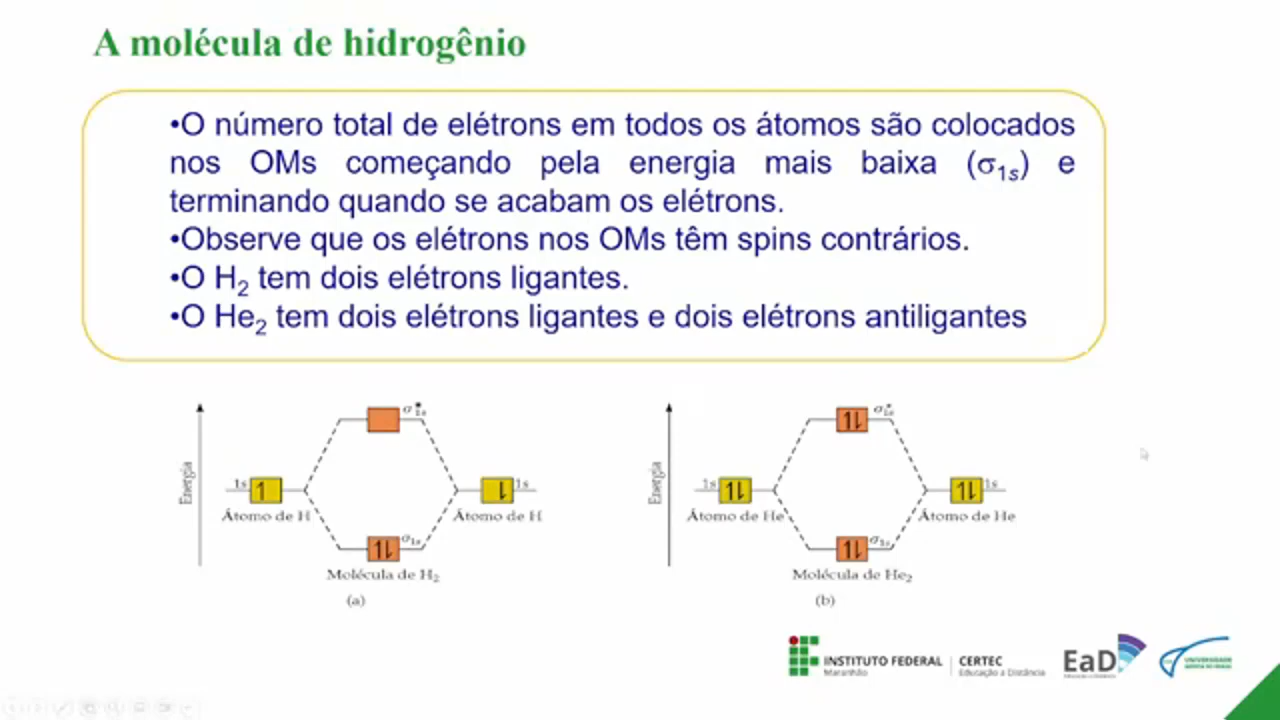 A molécula de hidrogênio
•O número total de elétrons em todos os átomos são colocados
nos OMs começando pela energia mais baixa (σ1s) e
terminando quando se acabam os elétrons.
•Observe que os elétrons nos OMs têm spins contrários.
•O H2 tem dois elétrons ligantes.
•O He2 tem dois elétrons ligantes e dois elétrons antiligantes
Energia
σ*1s
1s
1s
Átomo de H
Átomo de H
σ1s
Molécula de H2
(a)
Energia
σ*1s
1s
1s
Átomo de He
Átomo de He
σ1s
Molécula de He2
(b)
INSTITUTO FEDERAL
Maranhão
CERTEC
Educação a Distância
EaD
UNIVERSIDADE